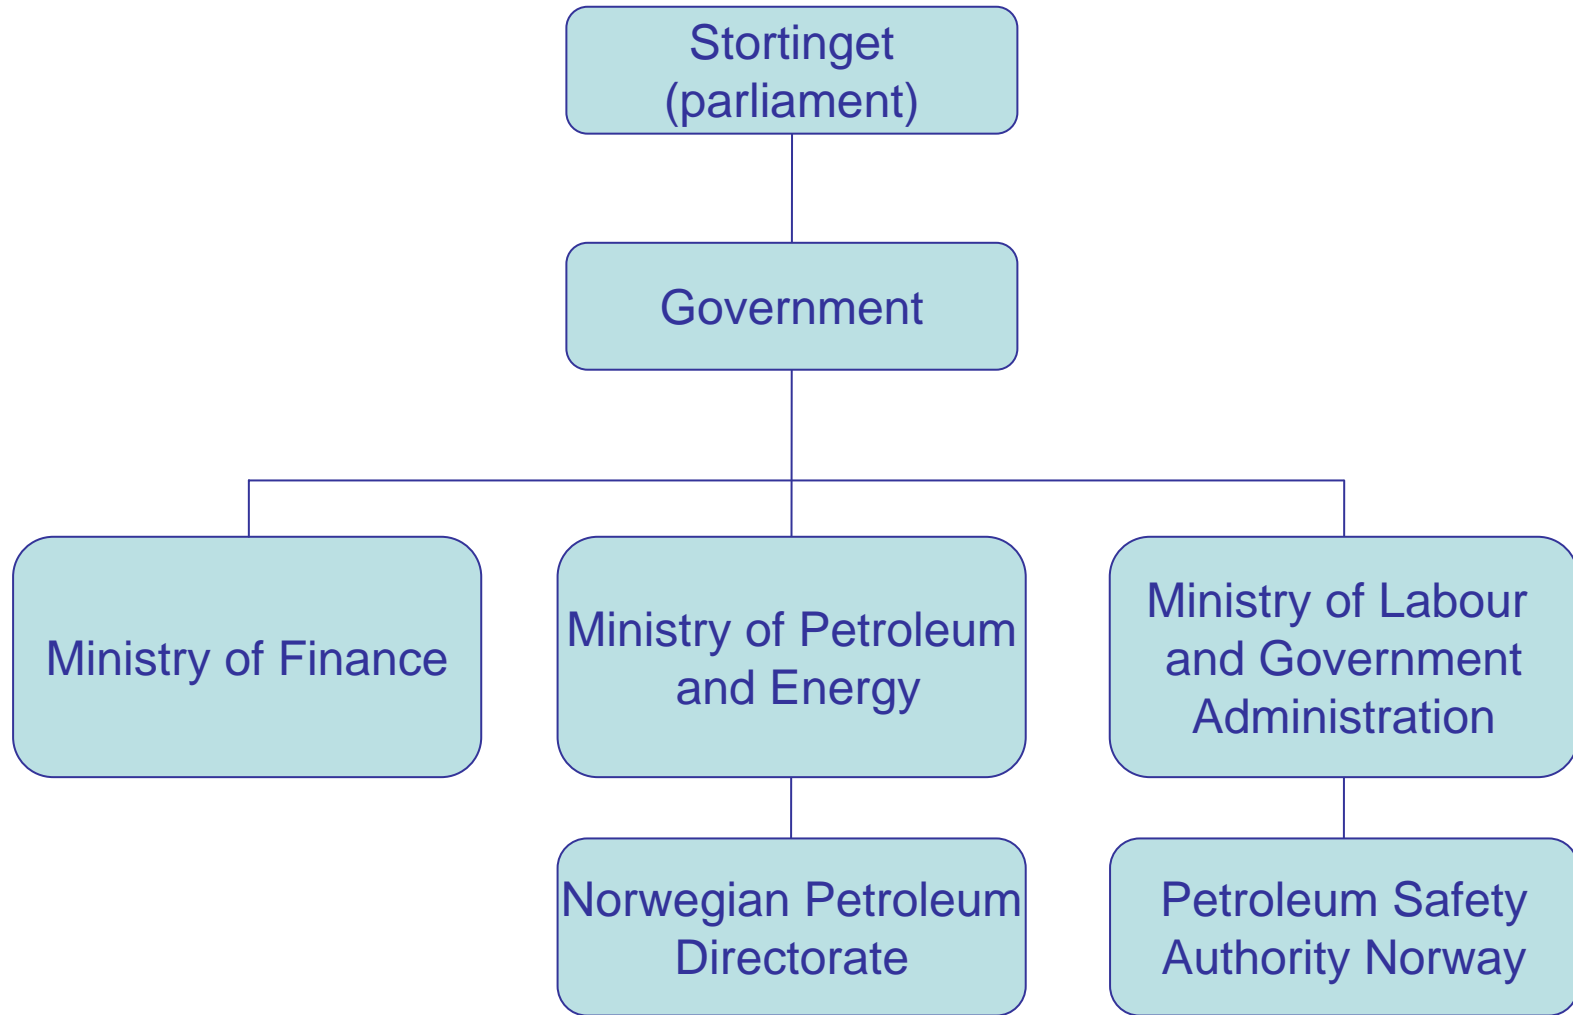 Stortinget
(parliament)
Government
Ministry of Finance
Ministry of Petroleum
and Energy
Ministry of Labour
and Government
Administration
Norwegian Petroleum
Directorate
Petroleum Safety
Authority Norway